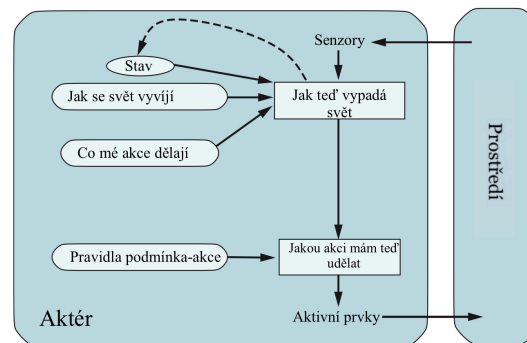 Senzory
Stav
Jak se svět vyvíjí
Jak teď vypadá
svět
Co mé akce dělají
Prostředí
Pravidla podmínka-akce
Jakou akci mám teď
udělat
Aktér
Aktivní prvky